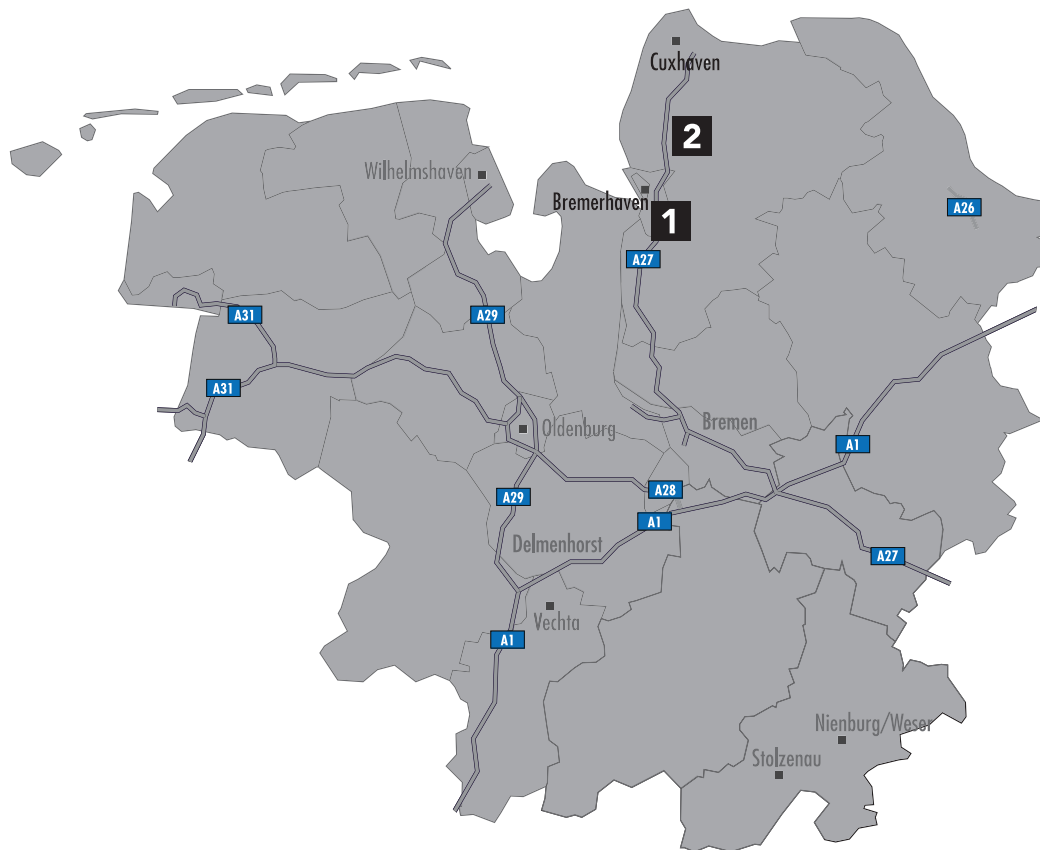 Cuxhaven
2
Wilhelmshaven
Bremerhaven
1
A26
A27
A31
A29
A31
Bremen
Oldenburg
A1
A28
A29
A1
Delmenhorst
A27
Vechta
A1
Nienburg/Weser
Stolzenau